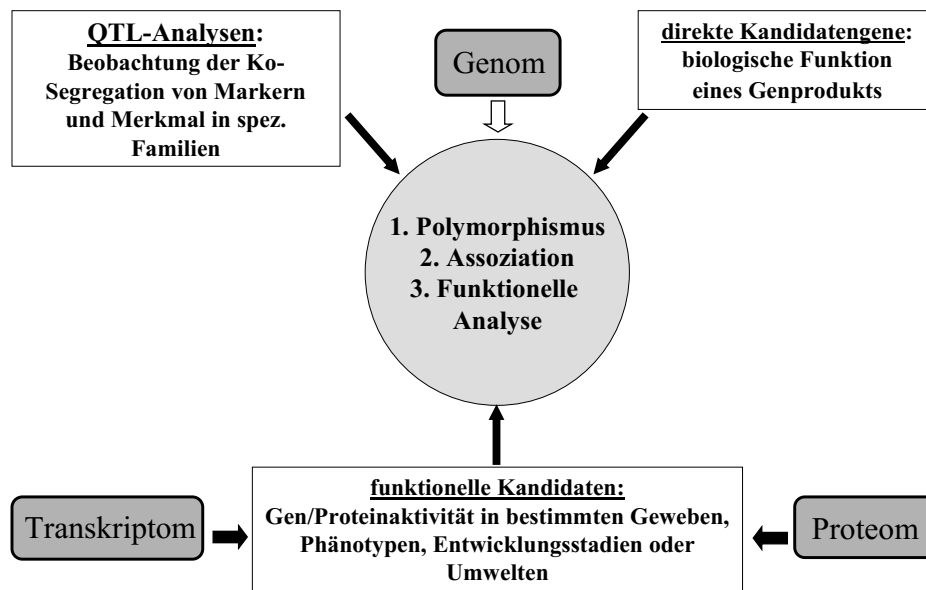 QTL-Analysen:
Beobachtung der Ko-
Segregation von Markern
und Merkmal in spez.
Familien
Genom
direkte Kandidatengene:
biologische Funktion
eines Genprodukts
1. Polymorphismus
2. Assoziation
3. Funktionelle
Analyse
Transkriptom
funktionelle Kandidaten:
Gen/Proteinaktivität in bestimmten Geweben,
Phänotypen, Entwicklungsstadien oder
Umwelten
Proteom